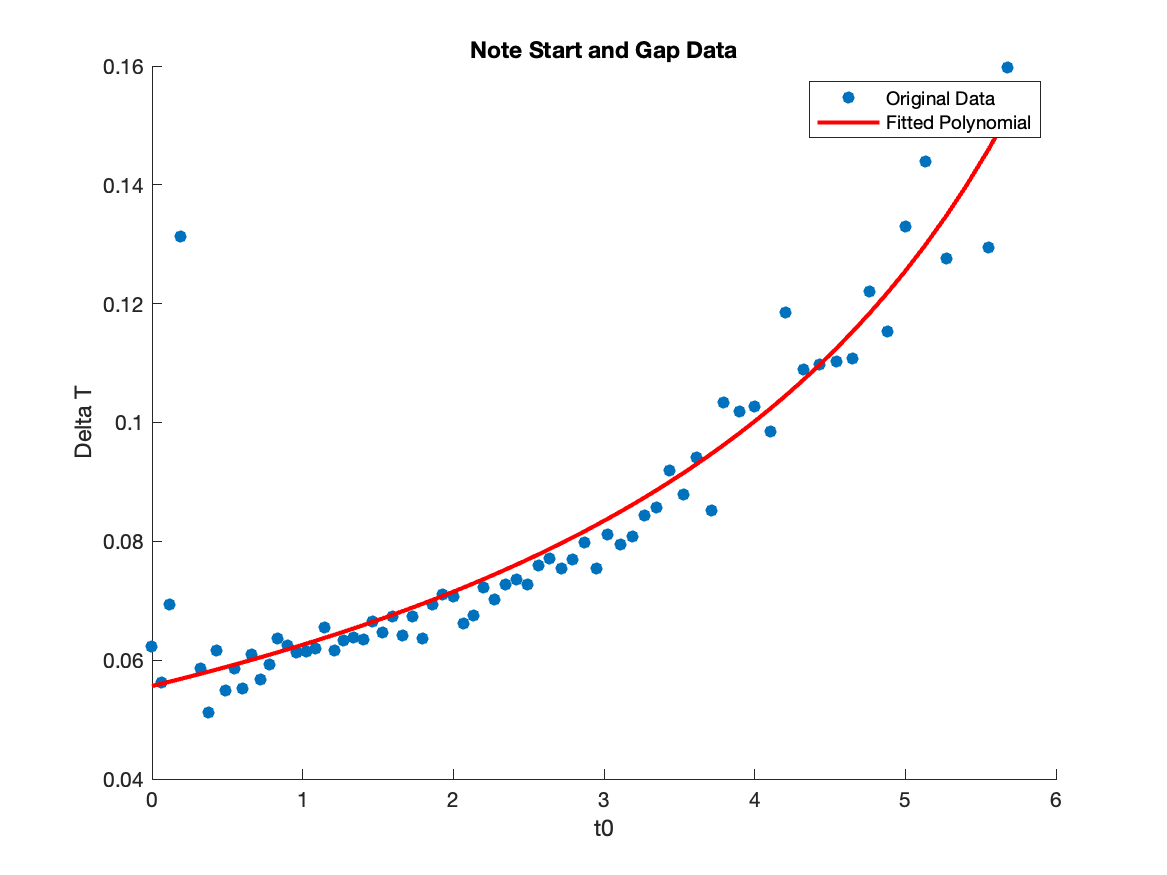 Note Start and Gap Data
0.16
0.14
0.12
0.1
0.08
0.06
0.04
Delta T
Original Data
Fitted Polynomial
0 1 2 3 4 5 6
t0